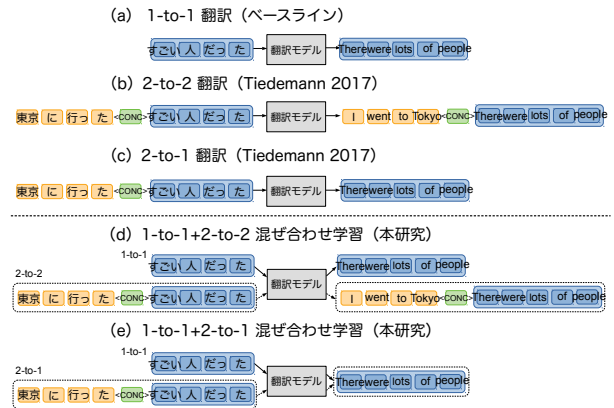 (a) 1-to-1 翻訳（ベースライン）
すごい 人 だっ た 翻訳モデル There were lots of people
(b) 2-to-2 翻訳（Tiedemann 2017）
東京 に 行っ た <CONC> すごい 人 だっ た 翻訳モデル I went to Tokyo <CONC> There were lots of people
(c) 2-to-1 翻訳（Tiedemann 2017）
東京 に 行っ た <CONC> すごい 人 だっ た 翻訳モデル There were lots of people
(d) 1-to-1+2-to-2 混ぜ合わせ学習（本研究）
1-to-1
すごい 人 だっ た There were lots of people
2-to-2
翻訳モデル
東京 に 行っ た <CONC> すごい 人 だっ た I went to Tokyo <CONC> There were lots of people
(e) 1-to-1+2-to-1 混ぜ合わせ学習（本研究）
1-to-1
すごい 人 だっ た
2-to-1
翻訳モデル There were lots of people
東京 に 行っ た <CONC> すごい 人 だっ た